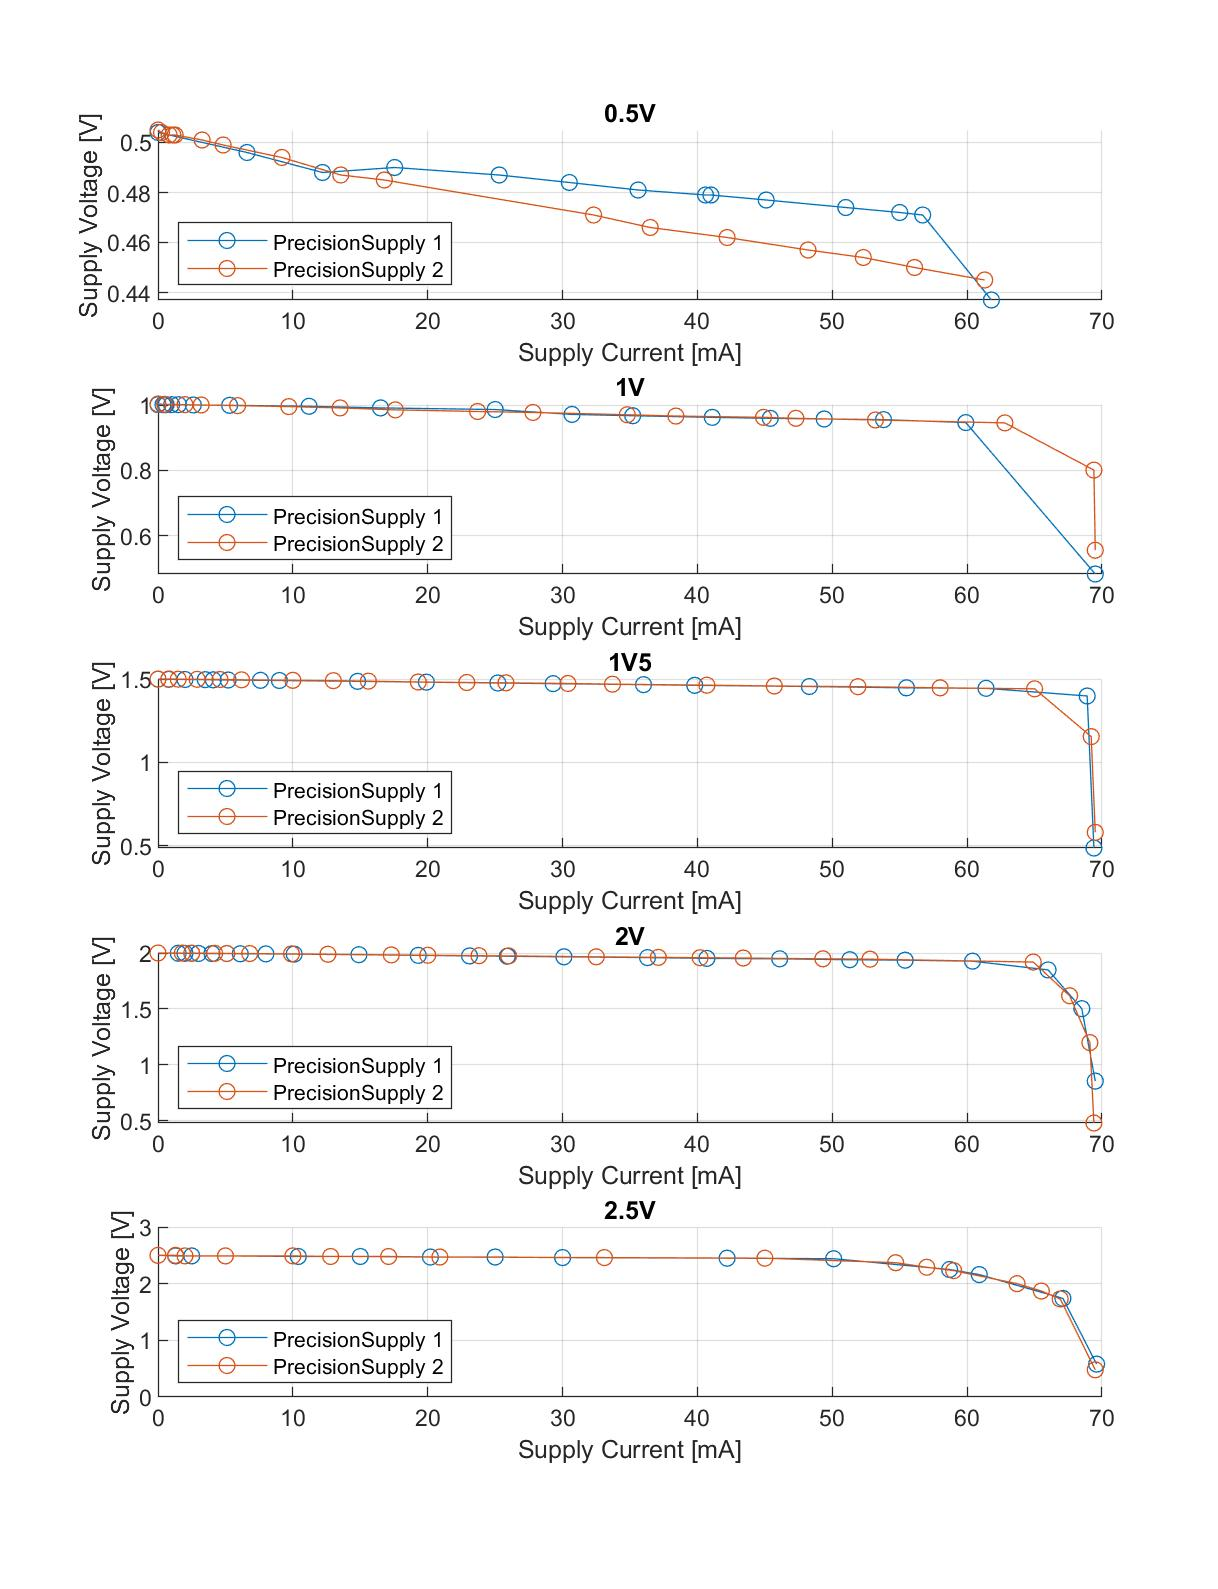 0.5V
Supply Voltage [V]
0.5
0.48
0.46
0.44
PrecisionSupply 1
PrecisionSupply 2
0 10 20 30 40 50 60 70
Supply Current [mA]
1V
Supply Voltage [V]
1
0.8
0.6
PrecisionSupply 1
PrecisionSupply 2
0 10 20 30 40 50 60 70
Supply Current [mA]
1V5
Supply Voltage [V]
1.5
1
0.5
PrecisionSupply 1
PrecisionSupply 2
0 10 20 30 40 50 60 70
Supply Current [mA]
2V
Supply Voltage [V]
2
1.5
1
0.5
PrecisionSupply 1
PrecisionSupply 2
0 10 20 30 40 50 60 70
Supply Current [mA]
2.5V
Supply Voltage [V]
3
2
1
0
PrecisionSupply 1
PrecisionSupply 2
0 10 20 30 40 50 60 70
Supply Current [mA]